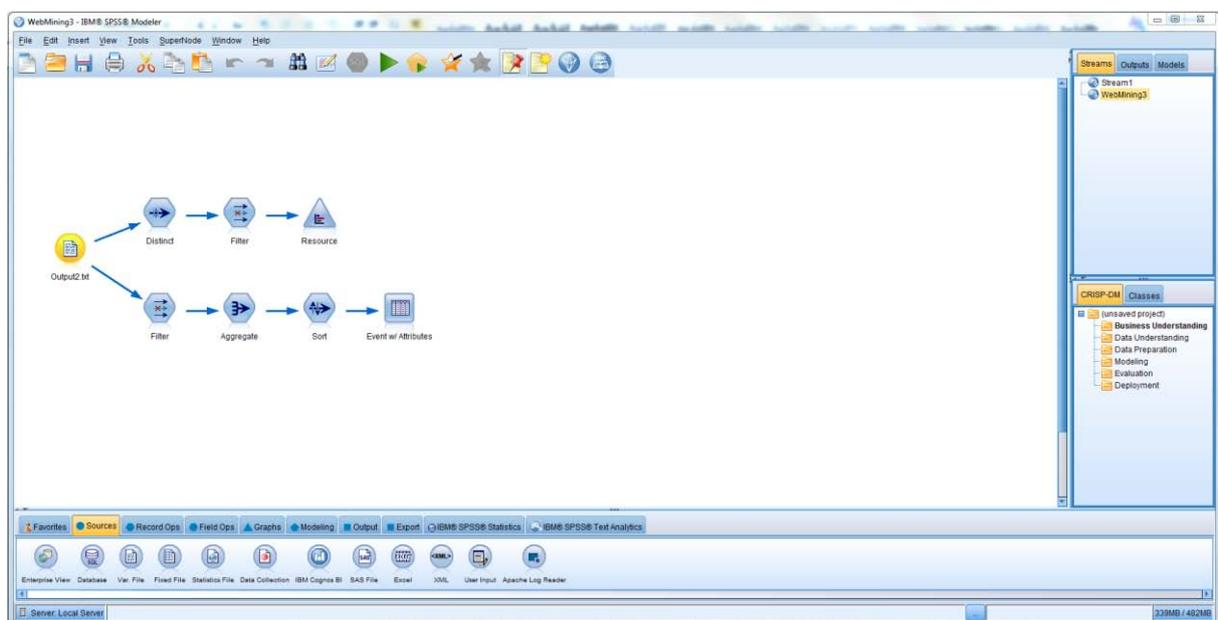 WebMining3 - IBM® SPSS® Modeler
File Edit Insert View Tools SuperNode Window Help
Streams Outputs Models
Stream1
WebMining3
Distinct Filter Resource
Output2.txt
Filter Aggregate Sort Event w/ Attributes
CRISP-DM Classes
(unsaved project)
Business Understanding
Data Understanding
Data Preparation
Modeling
Evaluation
Deployment
Favorites Sources Record Ops Field Ops Graphs Modeling Output Export IBM® SPSS® Statistics IBM® SPSS® Text Analytics
SQL SAS <XML>
Enterprise View Database Var. File Fixed File Statistics File Data Collection IBM Cognos BI SAS File Excel XML User Input Apache Log Reader
Server: Local Server 339MB / 482MB